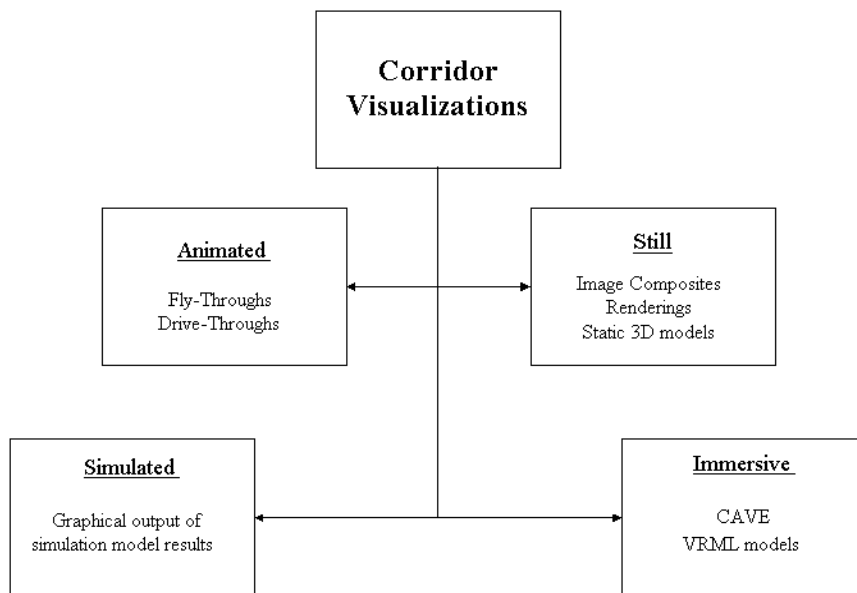 Corridor
Visualizations
Animated
Fly-Throughs
Drive-Throughs
Still
Image Composites
Renderings
Static 3D models
Simulated
Graphical output of
simulation model results
Immersive
CAVE
VRML models